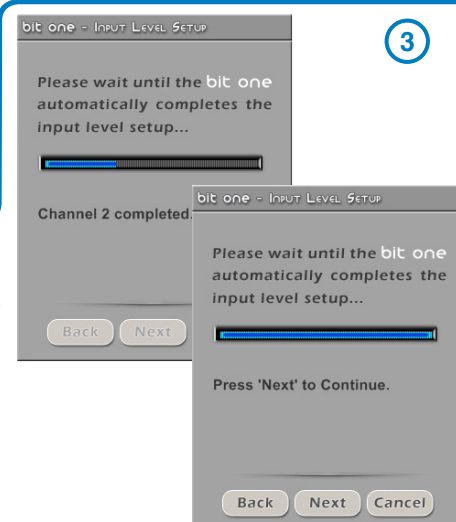 bit one - Input Level Setup
3
Please wait until the bit one
automatically completes the
input level setup...
Channel 2 completed.
Back Next
bit one - Input Level Setup
Please wait until the bit one
automatically completes the
input level setup...
Press 'Next' to Continue.
Back Next Cancel